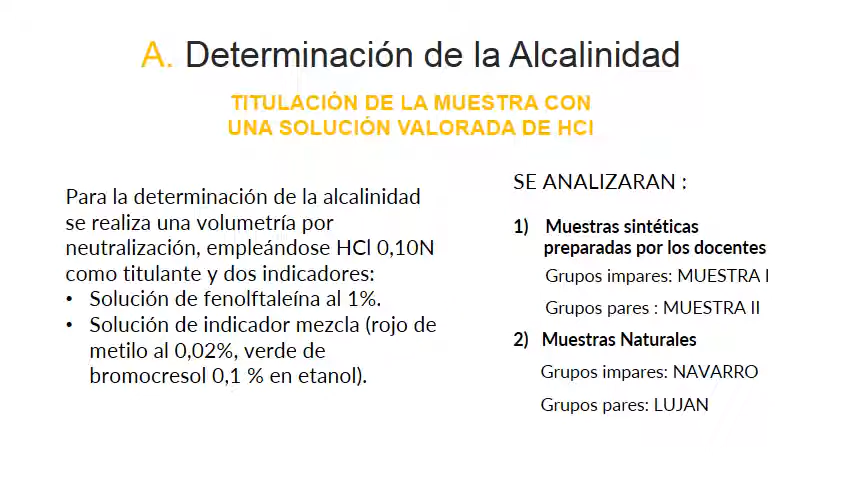 A. Determinación de la Alcalinidad
TITULACIÓN DE LA MUESTRA CON
UNA SOLUCIÓN VALORADA DE HCl
Para la determinación de la alcalinidad
se realiza una volumetría por
neutralización, empleándose HCl 0,10N
como titulante y dos indicadores:
• Solución de fenolftaleína al 1%.
• Solución de indicador mezcla (rojo de
metilo al 0,02%, verde de
bromocresol 0,1 % en etanol).
SE ANALIZARAN :
1) Muestras sintéticas
preparadas por los docentes
Grupos impares: MUESTRA I
Grupos pares : MUESTRA II
2) Muestras Naturales
Grupos impares: NAVARRO
Grupos pares: LUJAN